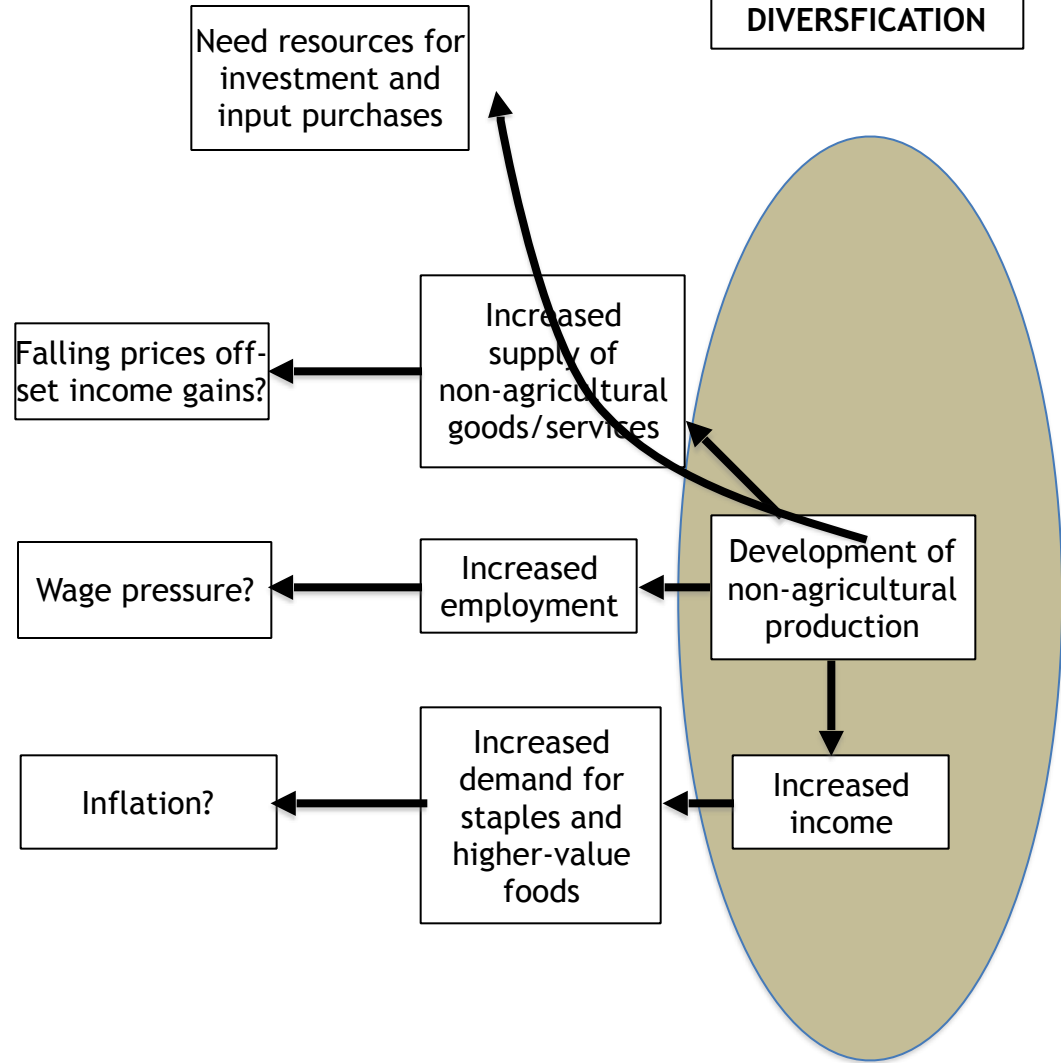 DIVERSFICATION
Need resources for
investment and
input purchases
Increased
supply of
non-agricultural
goods/services
Falling prices off-
set income gains?
Development of
non-agricultural
production
Increased
employment
Wage pressure?
Increased
income
Increased
demand for
staples and
higher-value
foods
Inflation?